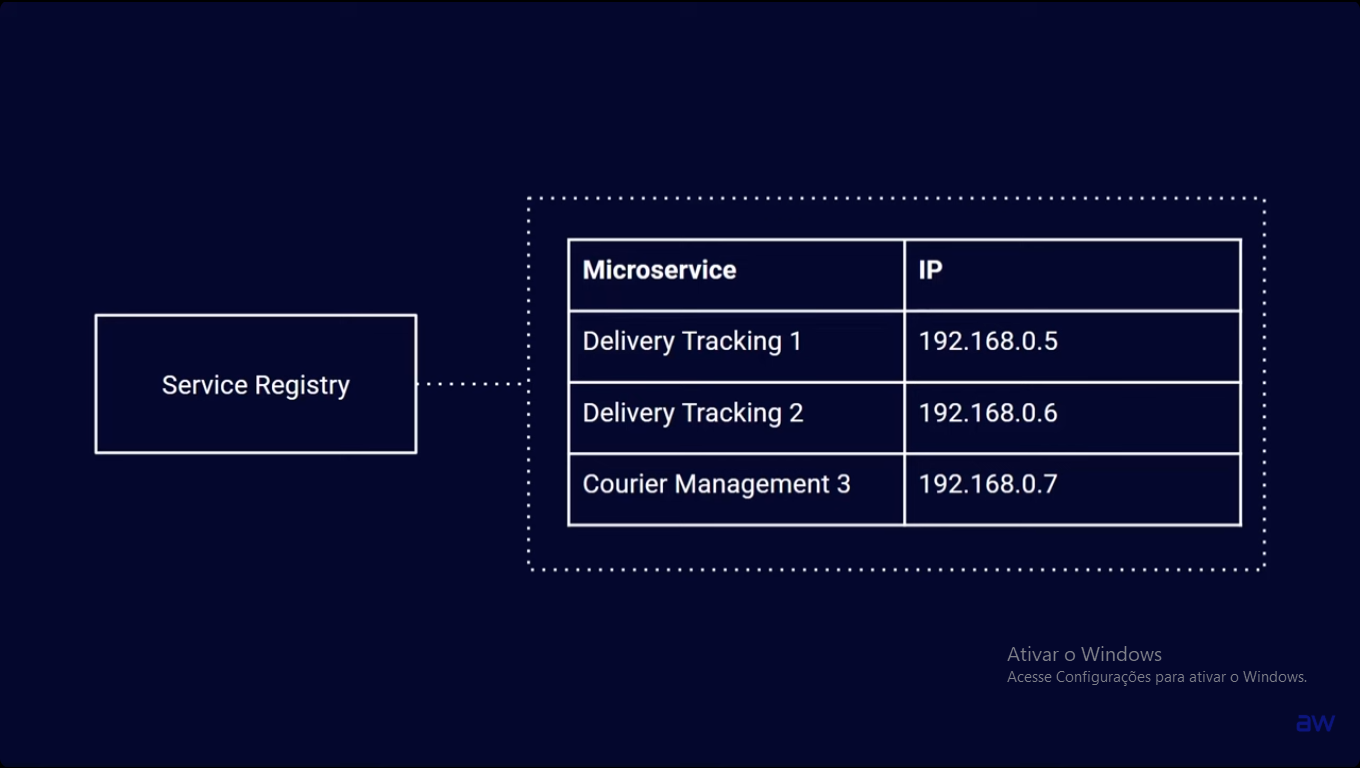 Service Registry
Microservice IP
Delivery Tracking 1 192.168.0.5
Delivery Tracking 2 192.168.0.6
Courier Management 3 192.168.0.7
Ativar o Windows
Acesse Configurações para ativar o Windows.
aw